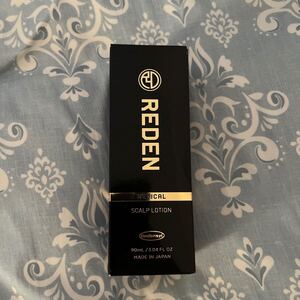 REDEN
MEDICAL
SCALP LOTION
90mL / 3.04 FL OZ
MADE IN JAPAN